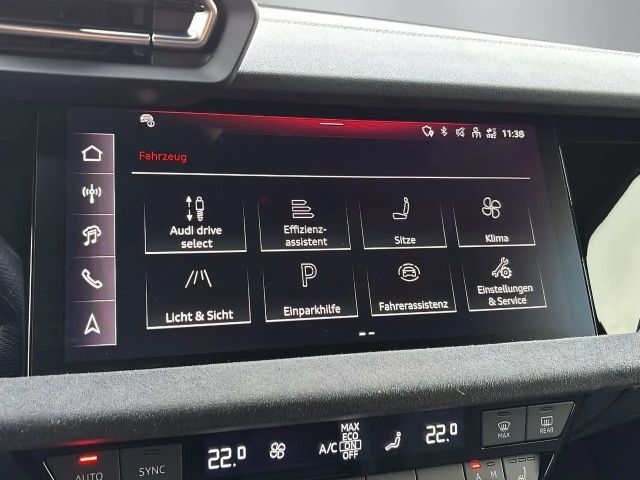 11:38
Fahrzeug
Audi drive
select
Effizienz-
assistent
Sitze
Klima
Licht & Sicht
P
Einparkhilfe
Fahrerassistenz
Einstellungen
& Service
22.0
A/C
MAX
ECO
ON
OFF
22.0
MAX
REAR
AUTO
SYNC
A M